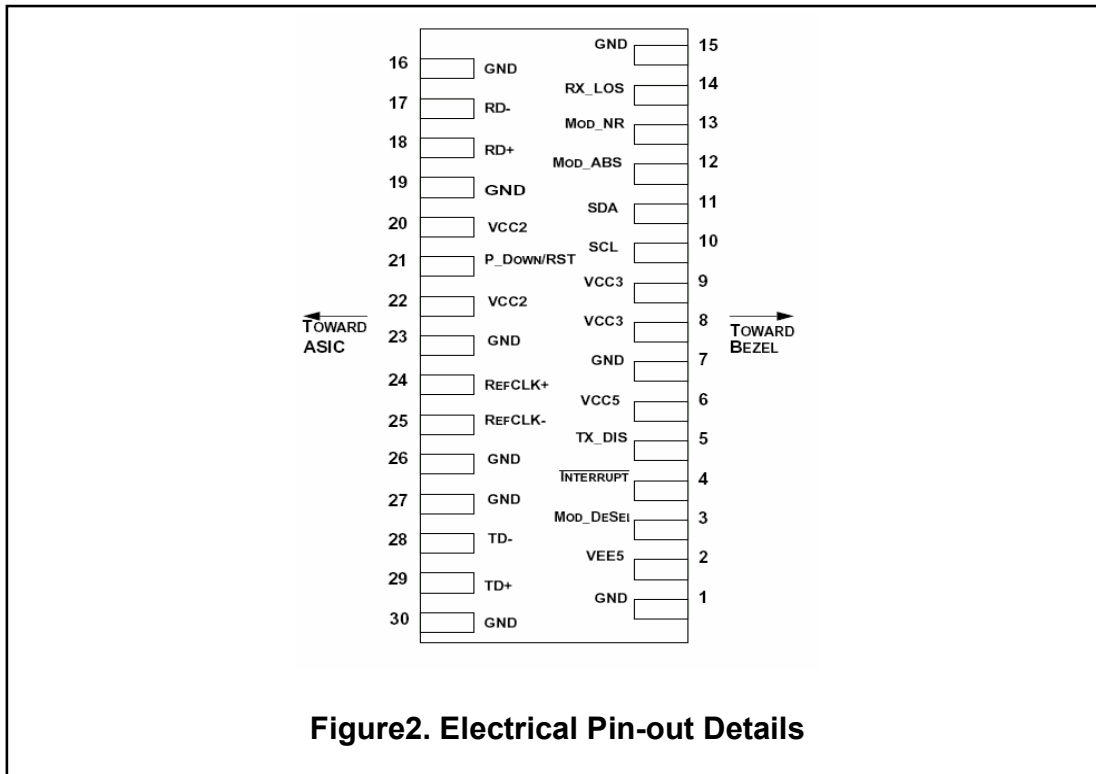 GND 15
16 GND
RX_LOS 14
17 RD-
MOD_NR 13
18 RD+
MOD_ABS 12
19 GND
SDA 11
20 VCC2
SCL 10
21 P_DOWN/RST
VCC3 9
22 VCC2
VCC3 8
TOWARD ASIC
TOWARD BEZEL
23 GND
GND 7
24 REFCLK+
VCC5 6
25 REFCLK-
TX_DIS 5
26 GND
INTERRUPT 4
27 GND
MOD_DESEL 3
28 TD-
VEE5 2
29 TD+
GND 1
30 GND
Figure2. Electrical Pin-out Details